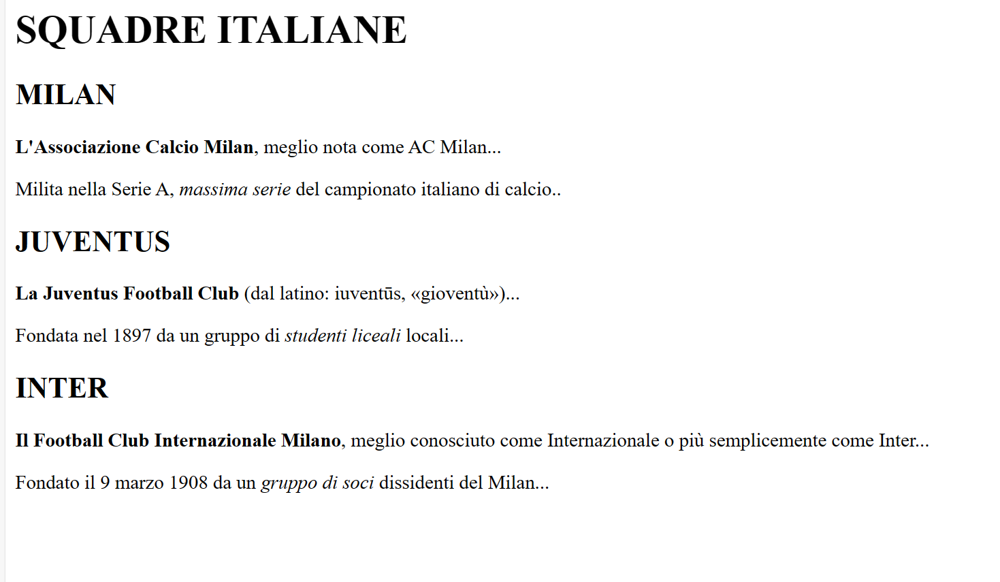 SQUADRE ITALIANE
MILAN
L'Associazione Calcio Milan, meglio nota come AC Milan...
Milita nella Serie A, massima serie del campionato italiano di calcio..
JUVENTUS
La Juventus Football Club (dal latino: iuventūs, «gioventù»)...
Fondata nel 1897 da un gruppo di studenti liceali locali...
INTER
Il Football Club Internazionale Milano, meglio conosciuto come Internazionale o più semplicemente come Inter...
Fondato il 9 marzo 1908 da un gruppo di soci dissidenti del Milan...